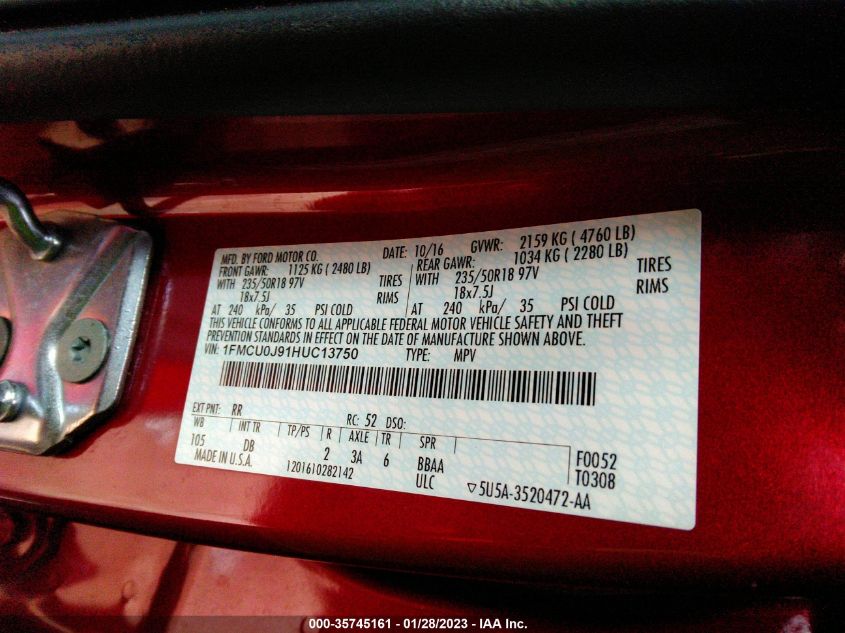 MFD. BY FORD MOTOR CO. DATE: 10/16 GVWR: 2159 KG ( 4760 LB)
FRONT GAWR: 1125 KG ( 2480 LB) REAR GAWR: 1034 KG ( 2280 LB)
WITH 235/50R18 97V TIRES WITH 235/50R18 97V TIRES
18x7.5J RIMS 18x7.5J RIMS
AT 240 kPa/ 35 PSI COLD AT 240 kPa/ 35 PSI COLD
THIS VEHICLE CONFORMS TO ALL APPLICABLE FEDERAL MOTOR VEHICLE SAFETY AND THEFT
PREVENTION STANDARDS IN EFFECT ON THE DATE OF MANUFACTURE SHOWN ABOVE.
VIN: 1FMCU0J91HUC13750 TYPE: MPV
EXT PNT: RR RC: 52 DSO:
WB INT TR TP/PS R AXLE TR SPR
105 DB 2 3A 6 BBAA F0052
MADE IN U.S.A. 1201610282142 ULC T0308
▽5U5A-3520472-AA
000-35745161 - 01/28/2023 - IAA Inc.